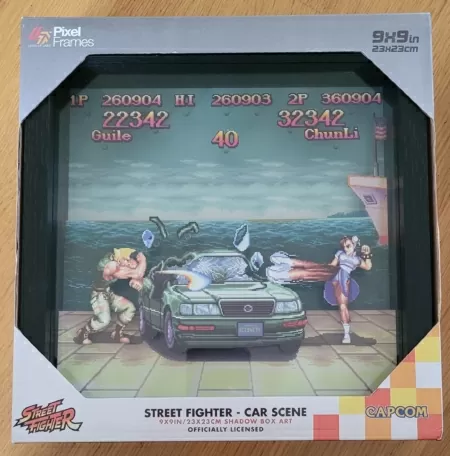 Pixel
Frames
9x9in
23x23cm
1P 260904 HI 260903 2P 360904
22342 32342
Guile 40 ChunLi
STREET
FIGHTER
STREET FIGHTER - CAR SCENE
9X9IN/23X23CM SHADOW BOX ART
OFFICIALLY LICENSED
CAPCOM